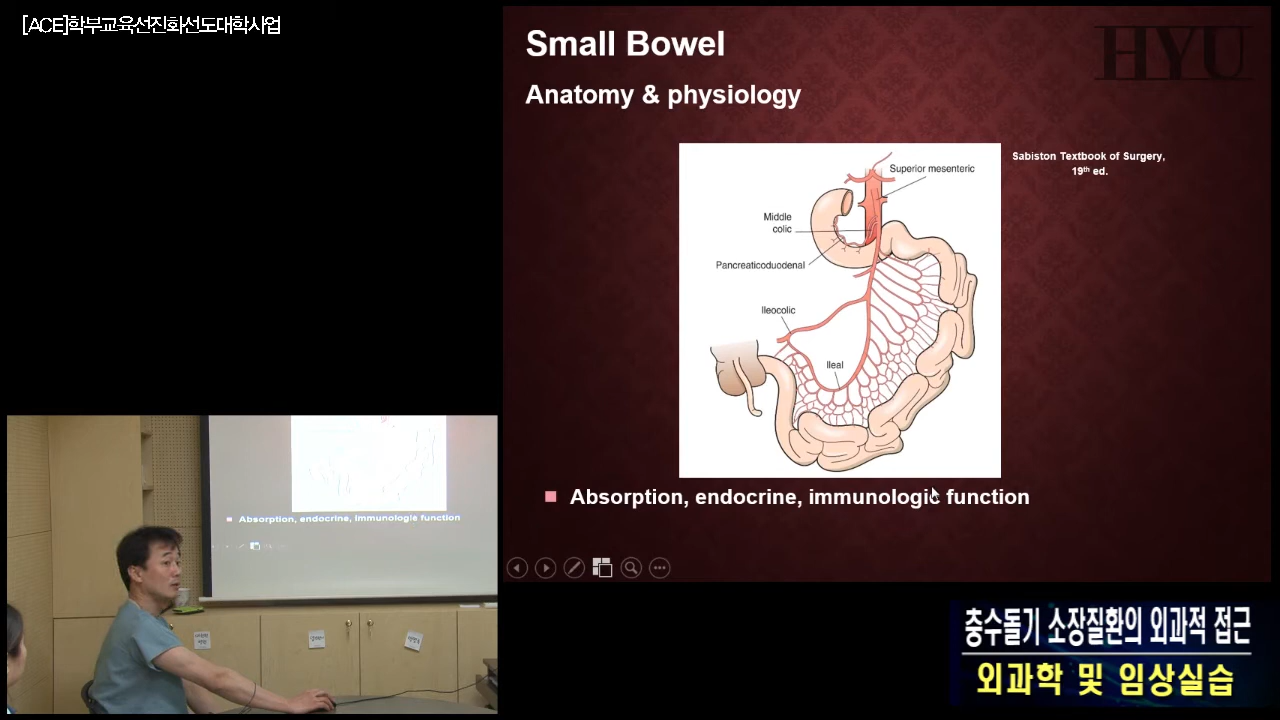 [ACE]학부교육선진화선도대학사업
Small Bowel
HYU
Anatomy & physiology
Sabiston Textbook of Surgery,
19th ed.
Superior mesenteric
Middle
colic
Pancreaticoduodenal
Ileocolic
Ileal
Absorption, endocrine, immunologic function
Absorption, endocrine, immunologic function
충수돌기 소장질환의 외과적 접근
외과학 및 임상실습